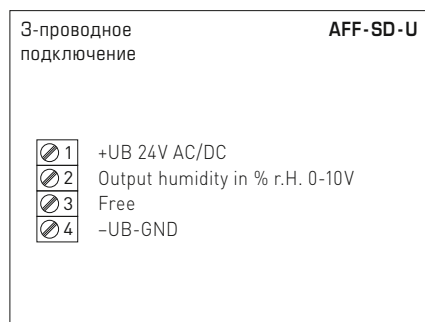 3-проводное AFF-SD-U
подключение
1 +UB 24V AC/DC
2 Output humidity in % r.H. 0-10V
3 Free
4 –UB-GND